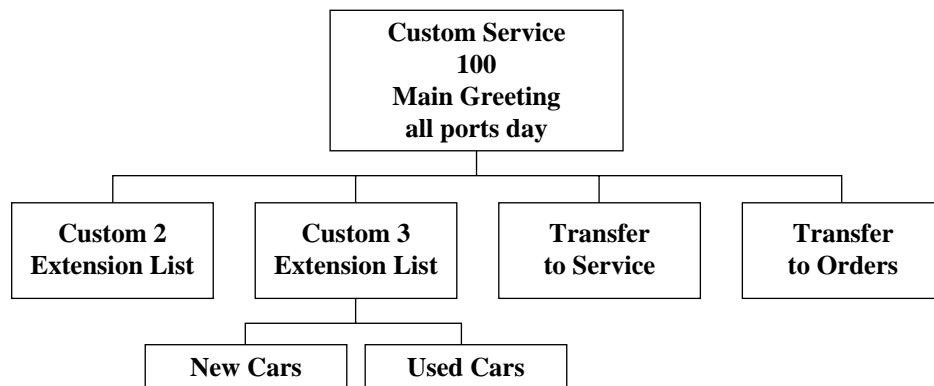 Custom Service
100
Main Greeting
all ports day
Custom 2
Extension List
Custom 3
Extension List
Transfer
to Service
Transfer
to Orders
New Cars
Used Cars